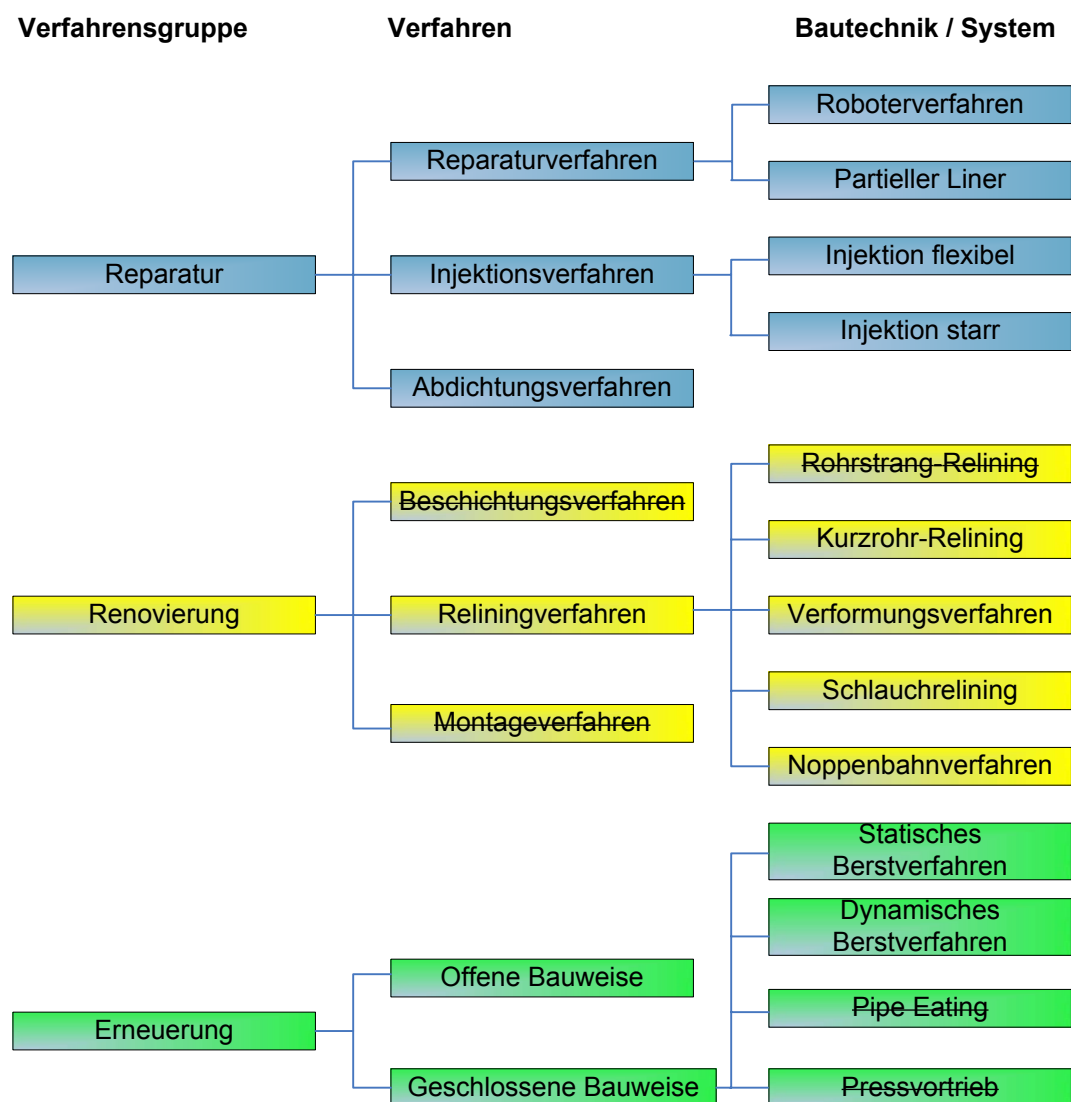 Verfahrensgruppe Verfahren Bautechnik / System
Roboterverfahren
Reparaturverfahren
Partieller Liner
Injektion flexibel
Reparatur Injektionsverfahren
Injektion starr
Abdichtungsverfahren
Rohrstrang-Relining
Beschichtungsverfahren
Kurzrohr-Relining
Renovierung Reliningverfahren Verformungsverfahren
Schlauchrelining
Montageverfahren
Noppenbahnverfahren
Statisches
Berstverfahren
Dynamisches
Berstverfahren
Offene Bauweise
Pipe Eating
Erneuerung
Geschlossene Bauweise Pressvortrieb